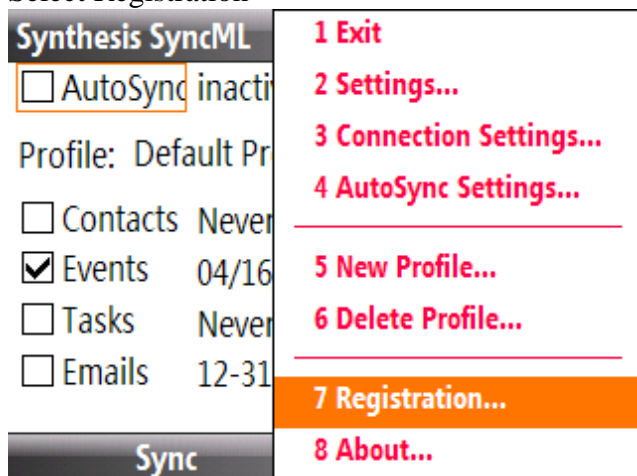 Select Registration
Synthesis SyncML
AutoSync inacti
Profile: Default Pr
Contacts Never
Events 04/16
Tasks Never
Emails 12-31
Sync
1 Exit
2 Settings...
3 Connection Settings...
4 AutoSync Settings...
5 New Profile...
6 Delete Profile...
7 Registration...
8 About...